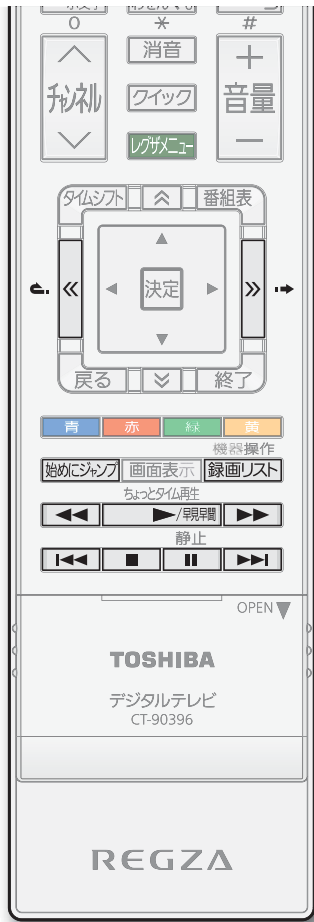 0 * #
チャンネル
消音
クイック
レグザメニュー
+
音量
−
タイムシフト
番組表
決定
戻る
終了
青 赤 緑 黄
機器操作
始めにジャンプ 画面表示 録画リスト
ちょっとタイム再生
/早見早聞
静止
OPEN
TOSHIBA
デジタルテレビ
CT-90396
REGZA